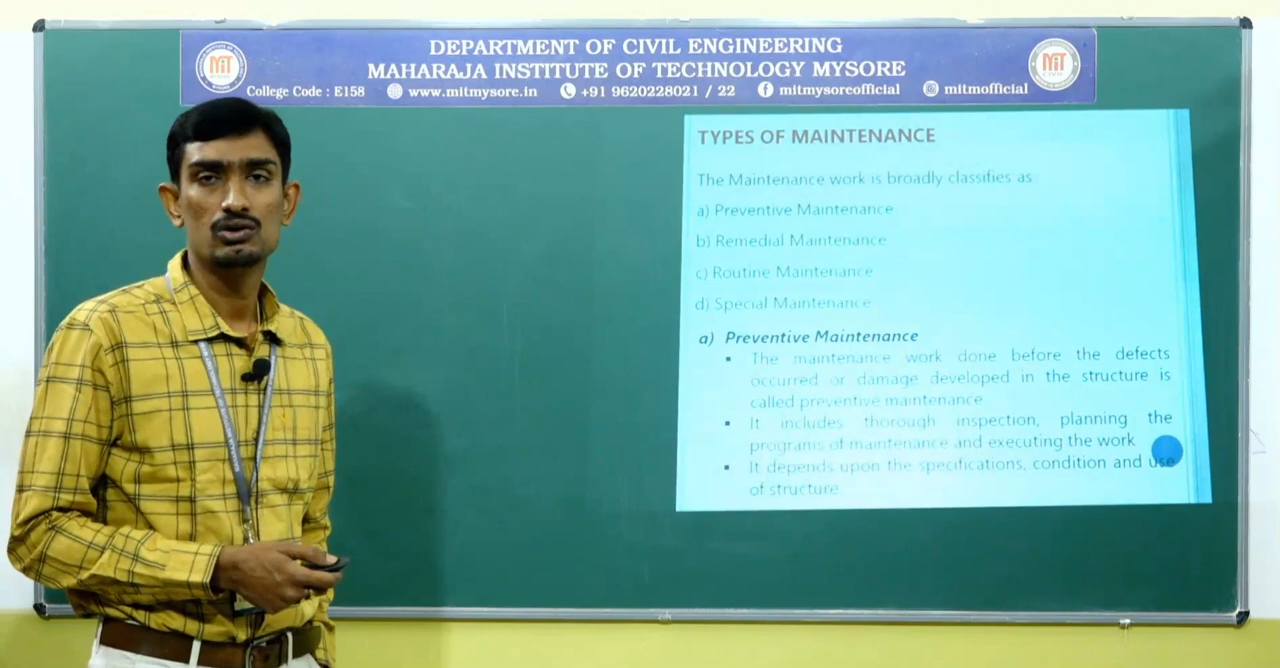 DEPARTMENT OF CIVIL ENGINEERING
MAHARAJA INSTITUTE OF TECHNOLOGY MYSORE
College Code : E158 www.mitmysore.in +91 9620228021 / 22 mitmysoreofficial mitmofficial
MIT
MIT
CIVIL
TYPES OF MAINTENANCE
The Maintenance work is broadly classifies as
a) Preventive Maintenance
b) Remedial Maintenance
c) Routine Maintenance
d) Special Maintenance
a) Preventive Maintenance
▪ The maintenance work done before the defects
occurred or damage developed in the structure is
called preventive maintenance
▪ It includes thorough inspection, planning the
programs of maintenance and executing the work
▪ It depends upon the specifications, condition and use
of structure.